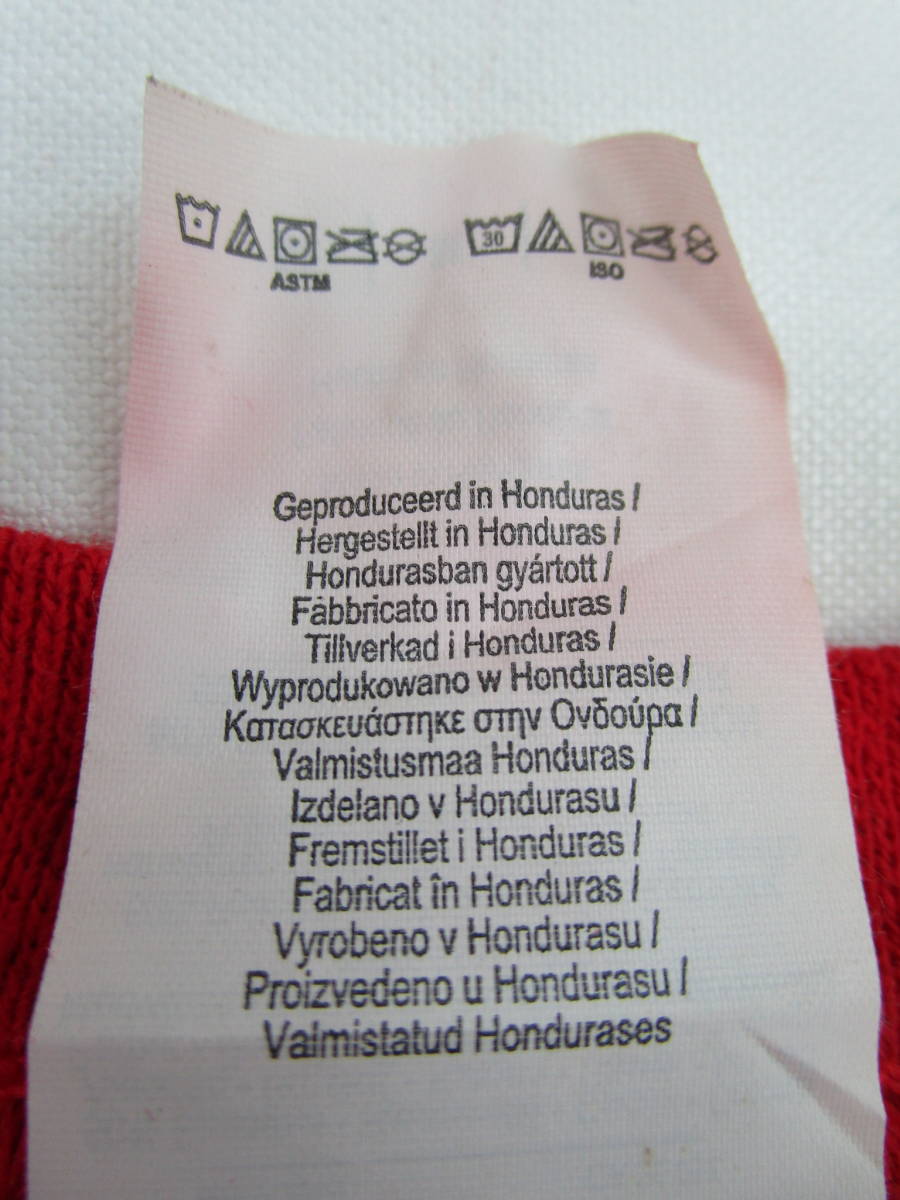 30
ASTM ISO
Geproduceerd in Honduras /
Hergestellt in Honduras /
Hondurasban gyártott /
Fabbricato in Honduras /
Tillverkad i Honduras /
Wyprodukowano w Hondurasie /
Κατασκευάστηκε στην Ονδούρα /
Valmistusmaa Honduras /
Izdelano v Hondurasu /
Fremstillet i Honduras /
Fabricat în Honduras /
Vyrobeno v Hondurasu /
Proizvedeno u Hondurasu /
Valmistatud Hondurases